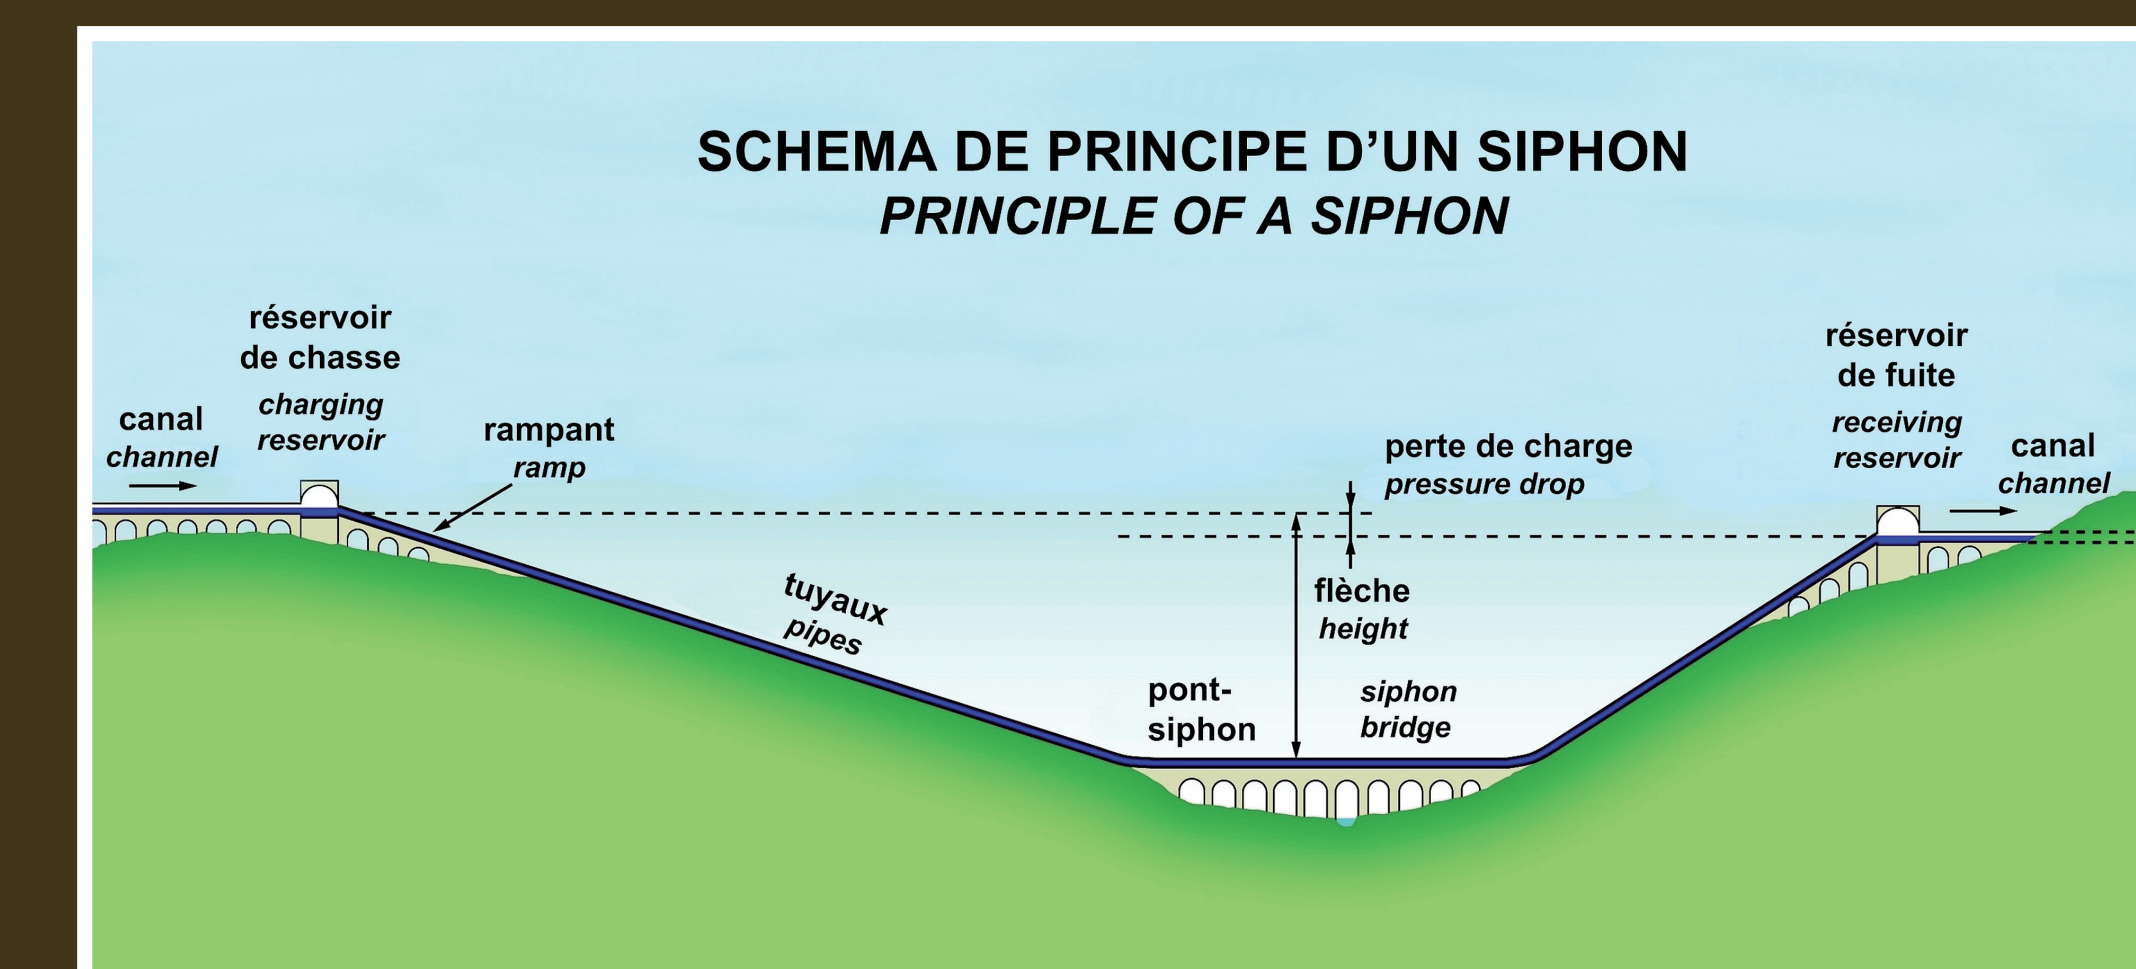 SCHEMA DE PRINCIPE D’UN SIPHON
PRINCIPLE OF A SIPHON
réservoir
de chasse
charging
reservoir
canal
channel
rampant
ramp
tuyaux
pipes
perte de charge
pressure drop
flèche
height
pont-
siphon
siphon
bridge
réservoir
de fuite
receiving
reservoir
canal
channel